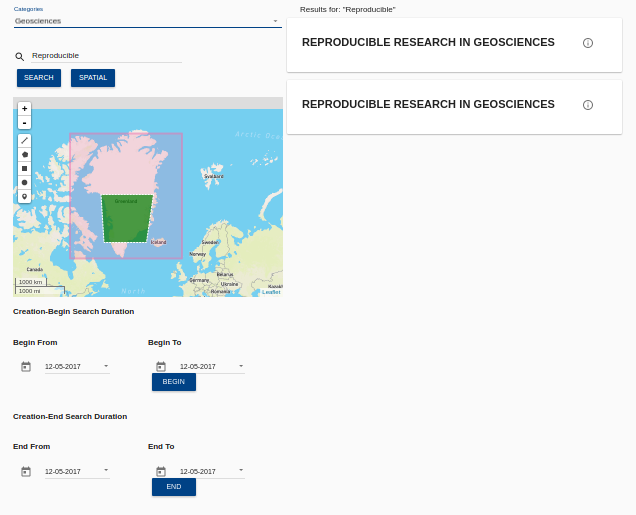 Categories
Geosciences
Reproducible
SEARCH
SPATIAL
+
-
Arctic Oce
Svalbard
Greenland
Iceland
Sweden
Norway
Canada
Belarus
Germany
Ukraine
Romania
Kazakh
North
1000 km
1000 mi
Leaflet
Creation-Begin Search Duration
Begin From
Begin To
12-05-2017
12-05-2017
BEGIN
Creation-End Search Duration
End From
End To
12-05-2017
12-05-2017
END
Results for: "Reproducible"
REPRODUCIBLE RESEARCH IN GEOSCIENCES
REPRODUCIBLE RESEARCH IN GEOSCIENCES